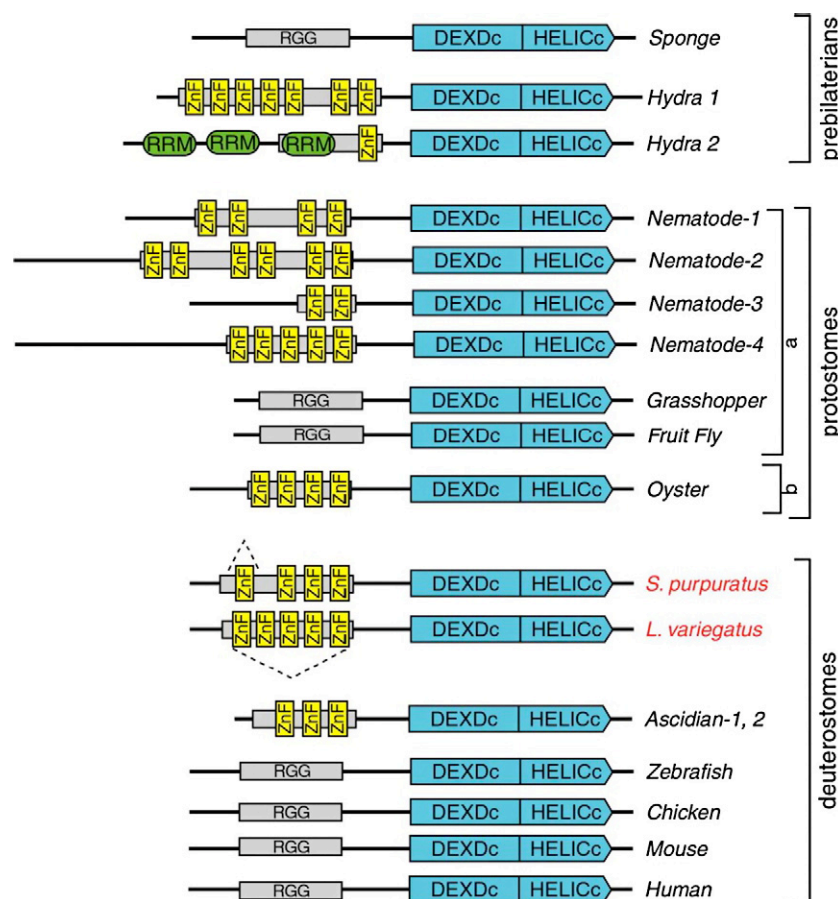 RGG DEXDc HELICc Sponge
ZnF ZnF ZnF ZnF ZnF ZnF ZnF DEXDc HELICc Hydra 1
RRM RRM RRM ZnF DEXDc HELICc Hydra 2
prebilaterians
ZnF ZnF ZnF ZnF DEXDc HELICc Nematode-1
ZnF ZnF ZnF ZnF ZnF ZnF DEXDc HELICc Nematode-2
ZnF ZnF DEXDc HELICc Nematode-3
ZnF ZnF ZnF ZnF ZnF DEXDc HELICc Nematode-4
RGG DEXDc HELICc Grasshopper
RGG DEXDc HELICc Fruit Fly
a
ZnF ZnF ZnF ZnF DEXDc HELICc Oyster
b
protostomes
ZnF ZnF ZnF ZnF DEXDc HELICc S. purpuratus
ZnF ZnF ZnF ZnF ZnF DEXDc HELICc L. variegatus
ZnF ZnF ZnF DEXDc HELICc Ascidian-1, 2
RGG DEXDc HELICc Zebrafish
RGG DEXDc HELICc Chicken
RGG DEXDc HELICc Mouse
RGG DEXDc HELICc Human
deuterostomes